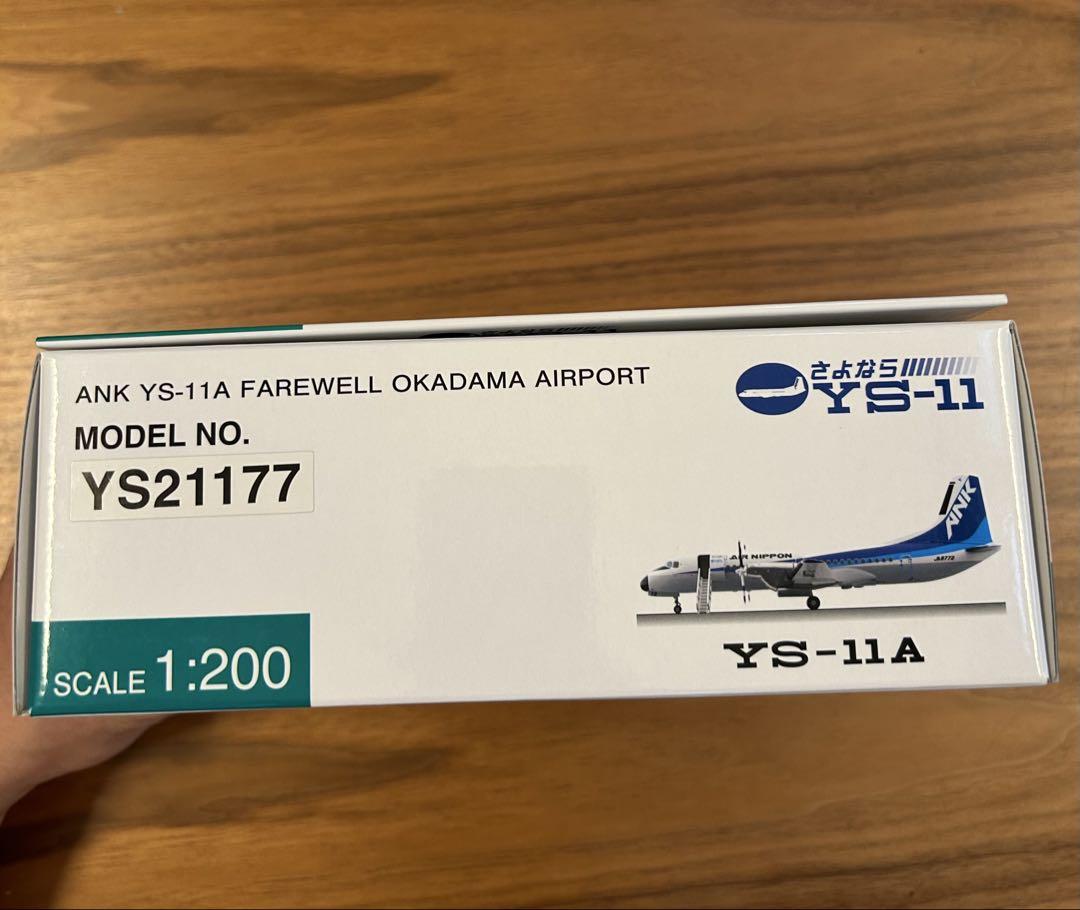 ANK YS-11A FAREWELL OKADAMA AIRPORT
MODEL NO.
YS21177
さよなら
YS-11
ANK
AIR NIPPON
JA8772
YS-11A
SCALE 1:200